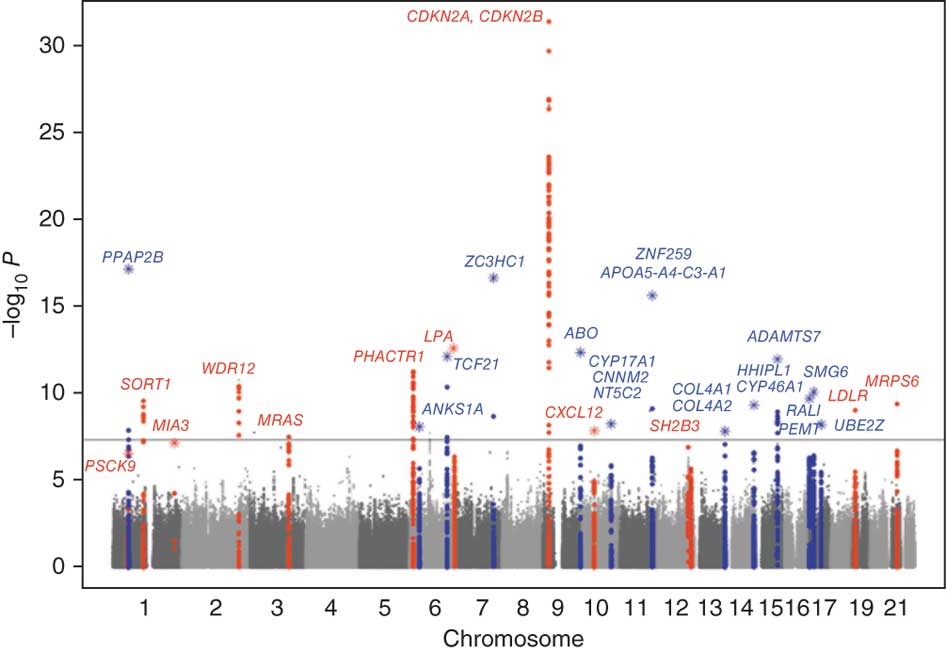 CDKN2A, CDKN2B
30
25
20
15
10
5
0
–log10 P
PPAP2B
ZC3HC1
ZNF259
APOA5-A4-C3-A1
LPA
ABO
ADAMTS7
PHACTR1
TCF21
WDR12
CYP17A1
CNNM2
NT5C2
HHIPL1
CYP46A1
SMG6
SORT1
COL4A1
COL4A2
MRPS6
LDLR
MIA3
MRAS
ANKS1A
CXCL12
SH2B3
RALI
PEMT
UBE2Z
PSCK9
1 2 3 4 5 6 7 8 9 10 11 12 13 14 15 16 17 19 21
Chromosome